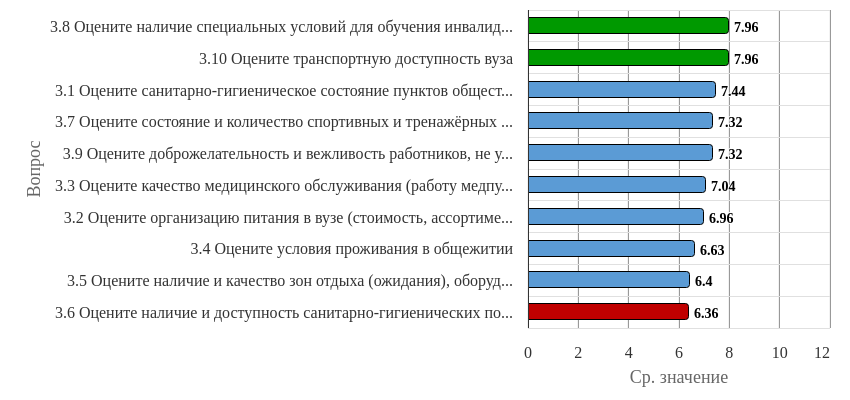 3.8 Оцените наличие специальных условий для обучения инвалид... 7.96
3.10 Оцените транспортную доступность вуза 7.96
3.1 Оцените санитарно-гигиеническое состояние пунктов общест... 7.44
3.7 Оцените состояние и количество спортивных и тренажёрных ... 7.32
3.9 Оцените доброжелательность и вежливость работников, не у... 7.32
3.3 Оцените качество медицинского обслуживания (работу медпу... 7.04
3.2 Оцените организацию питания в вузе (стоимость, ассортиме... 6.96
3.4 Оцените условия проживания в общежитии 6.63
3.5 Оцените наличие и качество зон отдыха (ожидания), оборуд... 6.4
3.6 Оцените наличие и доступность санитарно-гигиенических по... 6.36
Вопрос
0 2 4 6 8 10 12
Ср. значение